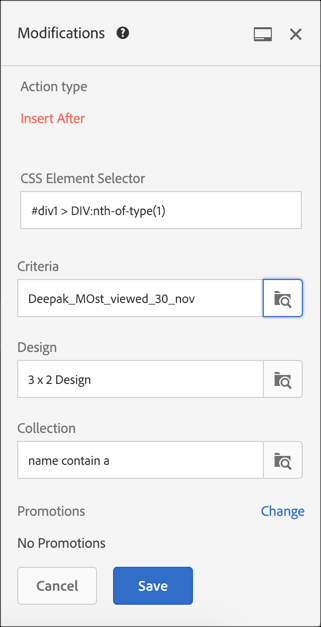 Modifications
Action type
Insert After
CSS Element Selector
#div1 > DIV:nth-of-type(1)
Criteria
Deepak_MOst_viewed_30_nov
Design
3 x 2 Design
Collection
name contain a
Promotions Change
No Promotions
Cancel Save